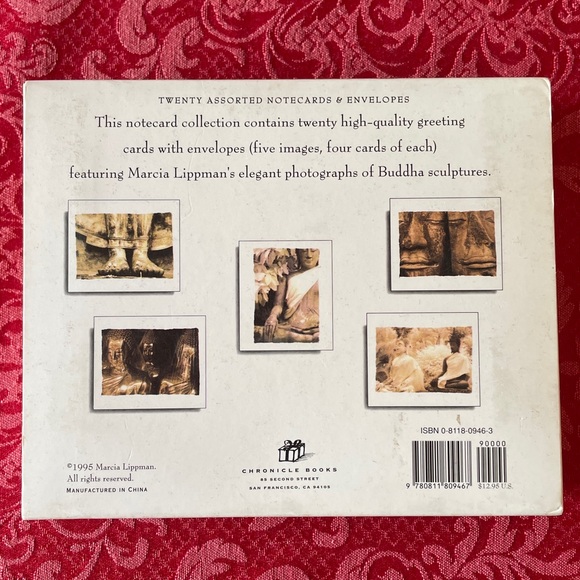 TWENTY ASSORTED NOTECARDS & ENVELOPES
This notecard collection contains twenty high-quality greeting
cards with envelopes (five images, four cards of each)
featuring Marcia Lippman's elegant photographs of Buddha sculptures.
©1995 Marcia Lippman.
All rights reserved.
MANUFACTURED IN CHINA
CHRONICLE BOOKS
85 SECOND STREET
SAN FRANCISCO, CA 94105
ISBN 0-8118-0946-3
90000
9 780811 809467
$12.95 U.S.